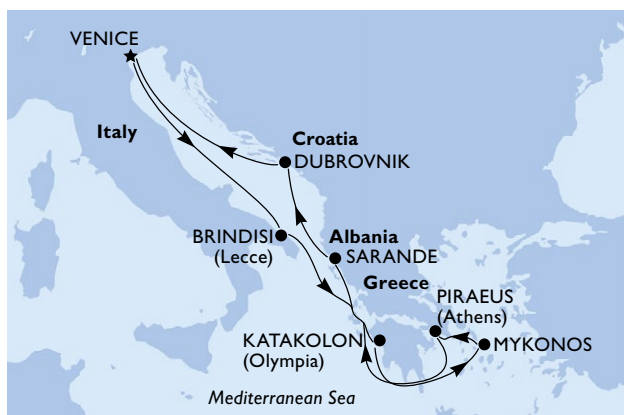 VENICE
Italy
Croatia
DUBROVNIK
BRINDISI
(Lecce)
Albania
SARANDE
Greece
PIRAEUS
(Athens)
KATAKOLON
(Olympia)
MYKONOS
Mediterranean Sea